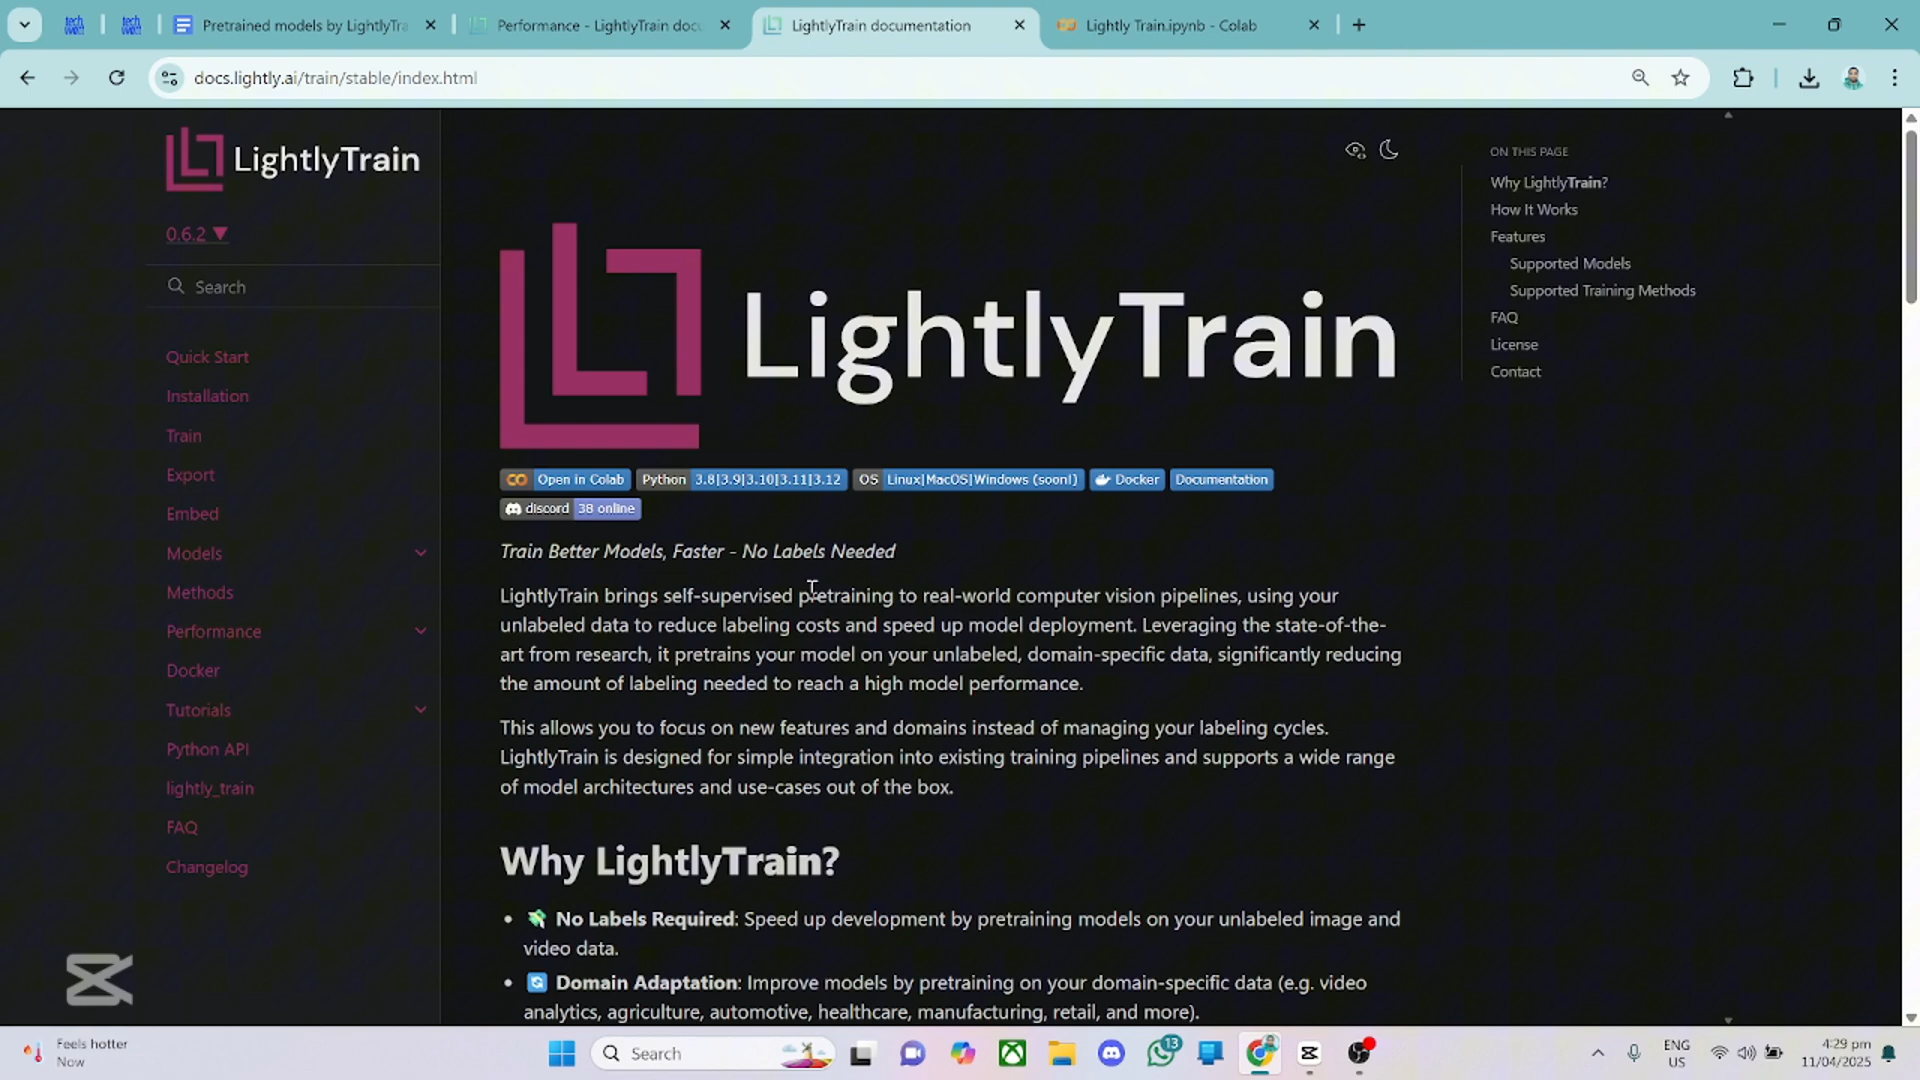 tech watt
tech watt
Pretrained models by LightlyTra
Performance - LightlyTrain docu
LightlyTrain documentation
Lightly Train.ipynb - Colab
docs.lightly.ai/train/stable/index.html
LightlyTrain
0.6.2
Search
Quick Start
Installation
Train
Export
Embed
Models
Methods
Performance
Docker
Tutorials
Python API
lightly_train
FAQ
Changelog
LightlyTrain
Open in Colab
Python 3.8|3.9|3.10|3.11|3.12
OS Linux|MacOS|Windows (soon!)
Docker
Documentation
discord 38 online
Train Better Models, Faster - No Labels Needed
LightlyTrain brings self-supervised pretraining to real-world computer vision pipelines, using your
unlabeled data to reduce labeling costs and speed up model deployment. Leveraging the state-of-the-
art from research, it pretrains your model on your unlabeled, domain-specific data, significantly reducing
the amount of labeling needed to reach a high model performance.
This allows you to focus on new features and domains instead of managing your labeling cycles.
LightlyTrain is designed for simple integration into existing training pipelines and supports a wide range
of model architectures and use-cases out of the box.
Why LightlyTrain?
• No Labels Required: Speed up development by pretraining models on your unlabeled image and
video data.
• Domain Adaptation: Improve models by pretraining on your domain-specific data (e.g. video
analytics, agriculture, automotive, healthcare, manufacturing, retail, and more).
ON THIS PAGE
Why LightlyTrain?
How It Works
Features
Supported Models
Supported Training Methods
FAQ
License
Contact
Feels hotter
Now
Search
13
ENG
US
4:29 pm
11/04/2025